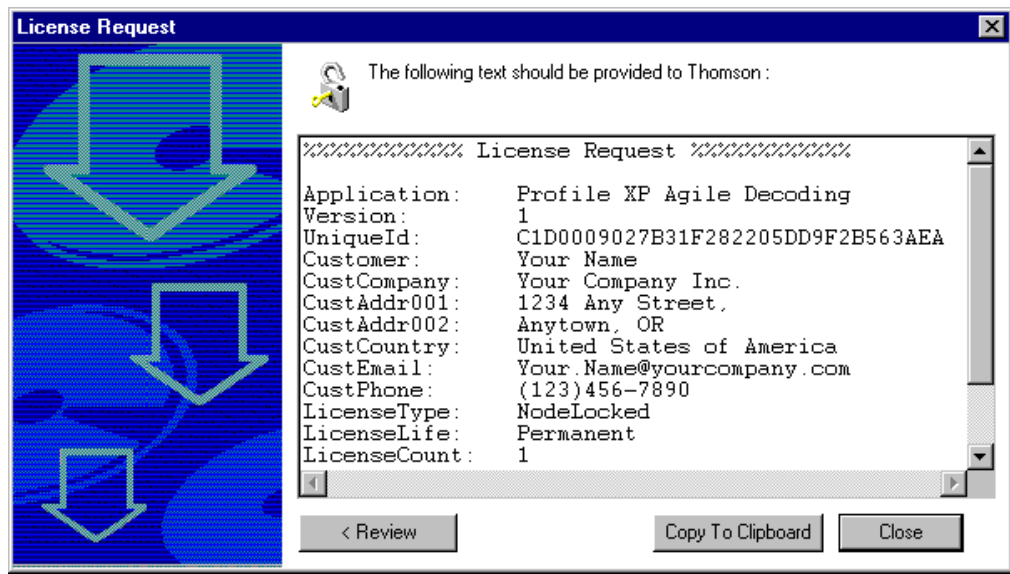 License Request
The following text should be provided to Thomson :
%%%%%%%%%%%%% License Request %%%%%%%%%%%%%
Application: Profile XP Agile Decoding
Version: 1
UniqueId: C1D0009027B31F282205DD9F2B563AEA
Customer: Your Name
CustCompany: Your Company Inc.
CustAddr001: 1234 Any Street,
CustAddr002: Anytown, OR
CustCountry: United States of America
CustEmail: Your.Name@yourcompany.com
CustPhone: (123)456-7890
LicenseType: NodeLocked
LicenseLife: Permanent
LicenseCount: 1
< Review
Copy To Clipboard
Close